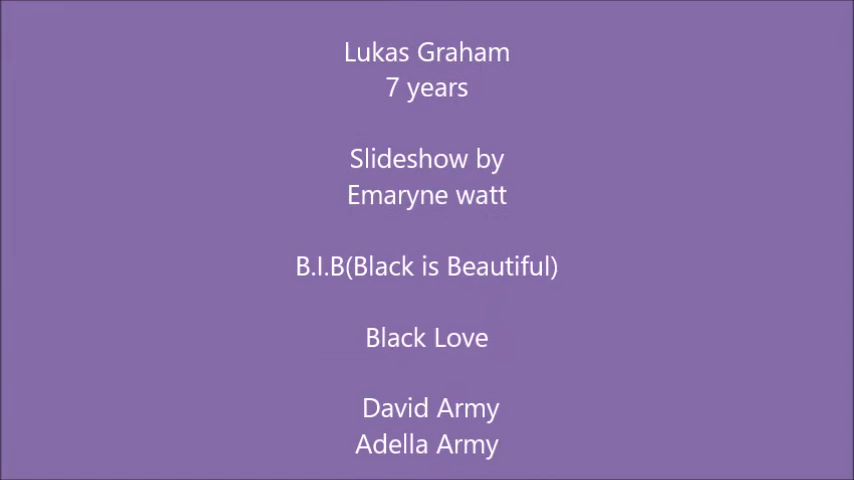 Lukas Graham
7 years
Slideshow by
Emaryne watt
B.I.B(Black is Beautiful)
Black Love
David Army
Adella Army